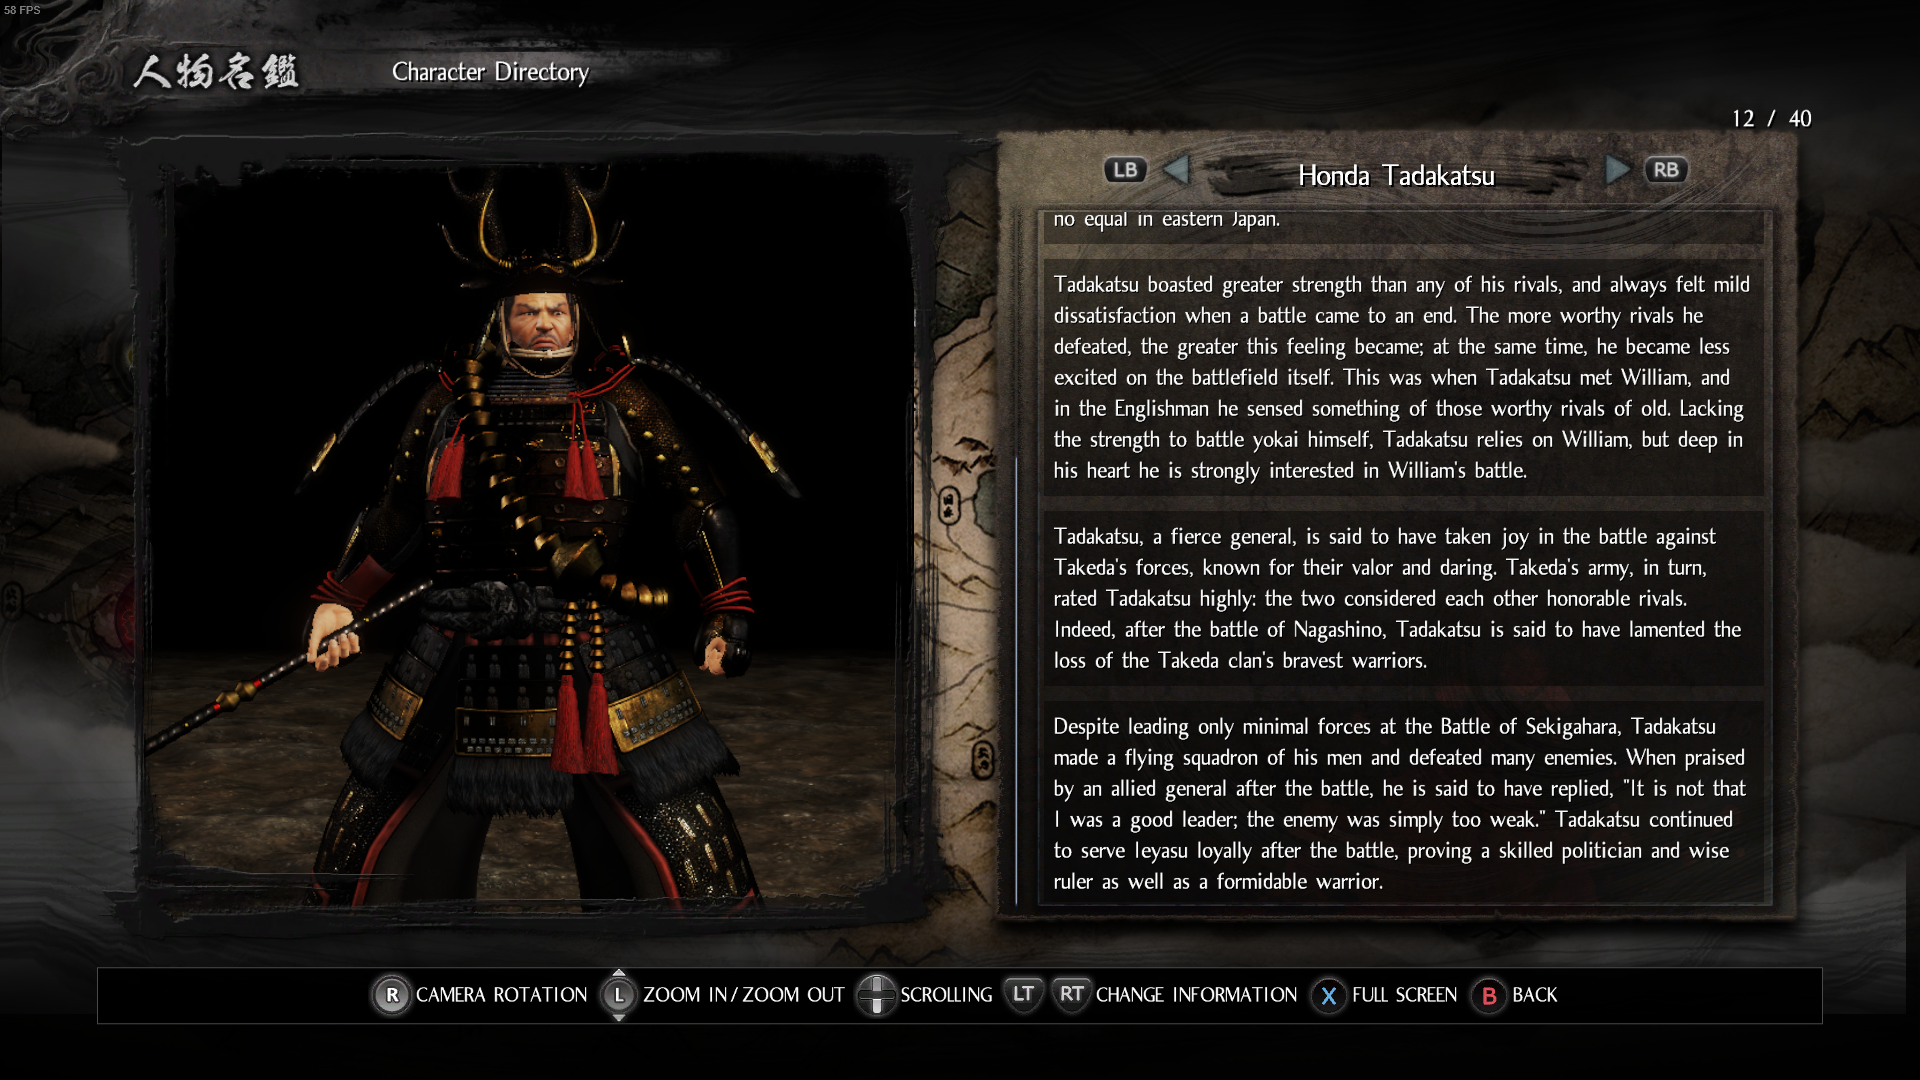 58 FPS
人物名鑑
Character Directory
12 / 40
LB
Honda Tadakatsu
RB
no equal in eastern Japan.
Tadakatsu boasted greater strength than any of his rivals, and always felt mild
dissatisfaction when a battle came to an end. The more worthy rivals he
defeated, the greater this feeling became; at the same time, he became less
excited on the battlefield itself. This was when Tadakatsu met William, and
in the Englishman he sensed something of those worthy rivals of old. Lacking
the strength to battle yokai himself, Tadakatsu relies on William, but deep in
his heart he is strongly interested in William's battle.
Tadakatsu, a fierce general, is said to have taken joy in the battle against
Takeda's forces, known for their valor and daring. Takeda's army, in turn,
rated Tadakatsu highly: the two considered each other honorable rivals.
Indeed, after the battle of Nagashino, Tadakatsu is said to have lamented the
loss of the Takeda clan's bravest warriors.
Despite leading only minimal forces at the Battle of Sekigahara, Tadakatsu
made a flying squadron of his men and defeated many enemies. When praised
by an allied general after the battle, he is said to have replied, "It is not that
I was a good leader; the enemy was simply too weak." Tadakatsu continued
to serve Ieyasu loyally after the battle, proving a skilled politician and wise
ruler as well as a formidable warrior.
R CAMERA ROTATION L ZOOM IN / ZOOM OUT SCROLLING LT RT CHANGE INFORMATION X FULL SCREEN B BACK